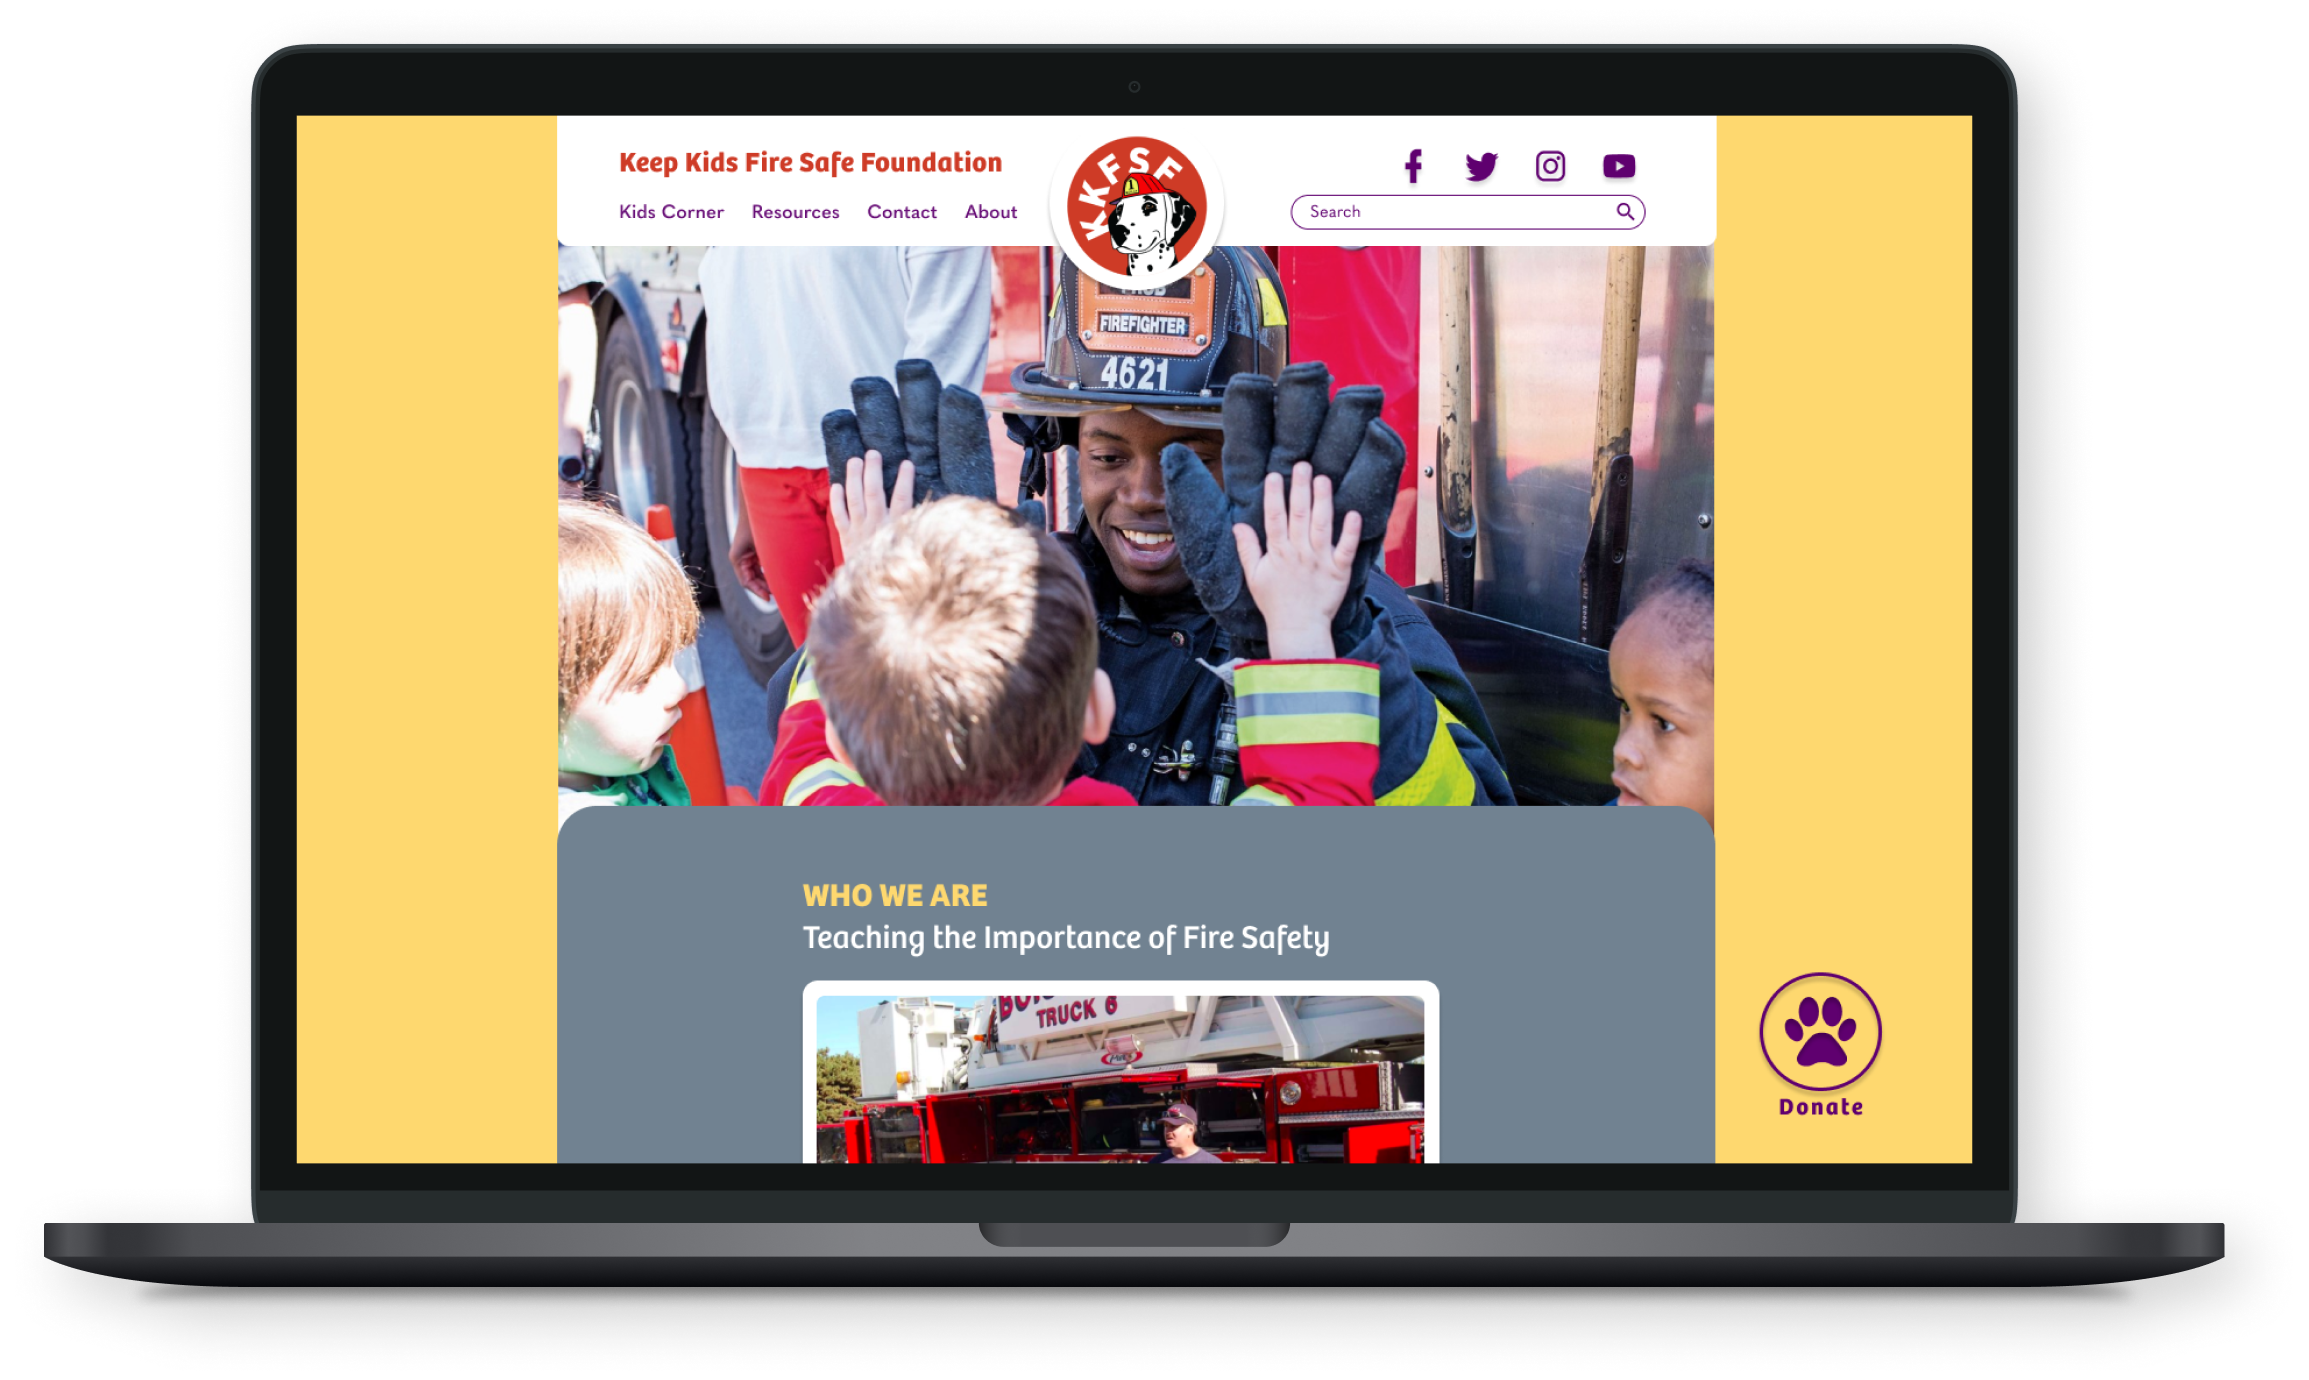 Keep Kids Fire Safe Foundation
Kids Corner Resources Contact About
KKFSF
1
Search
FIREFIGHTER
4621
WHO WE ARE
Teaching the Importance of Fire Safety
TRUCK 6
Donate